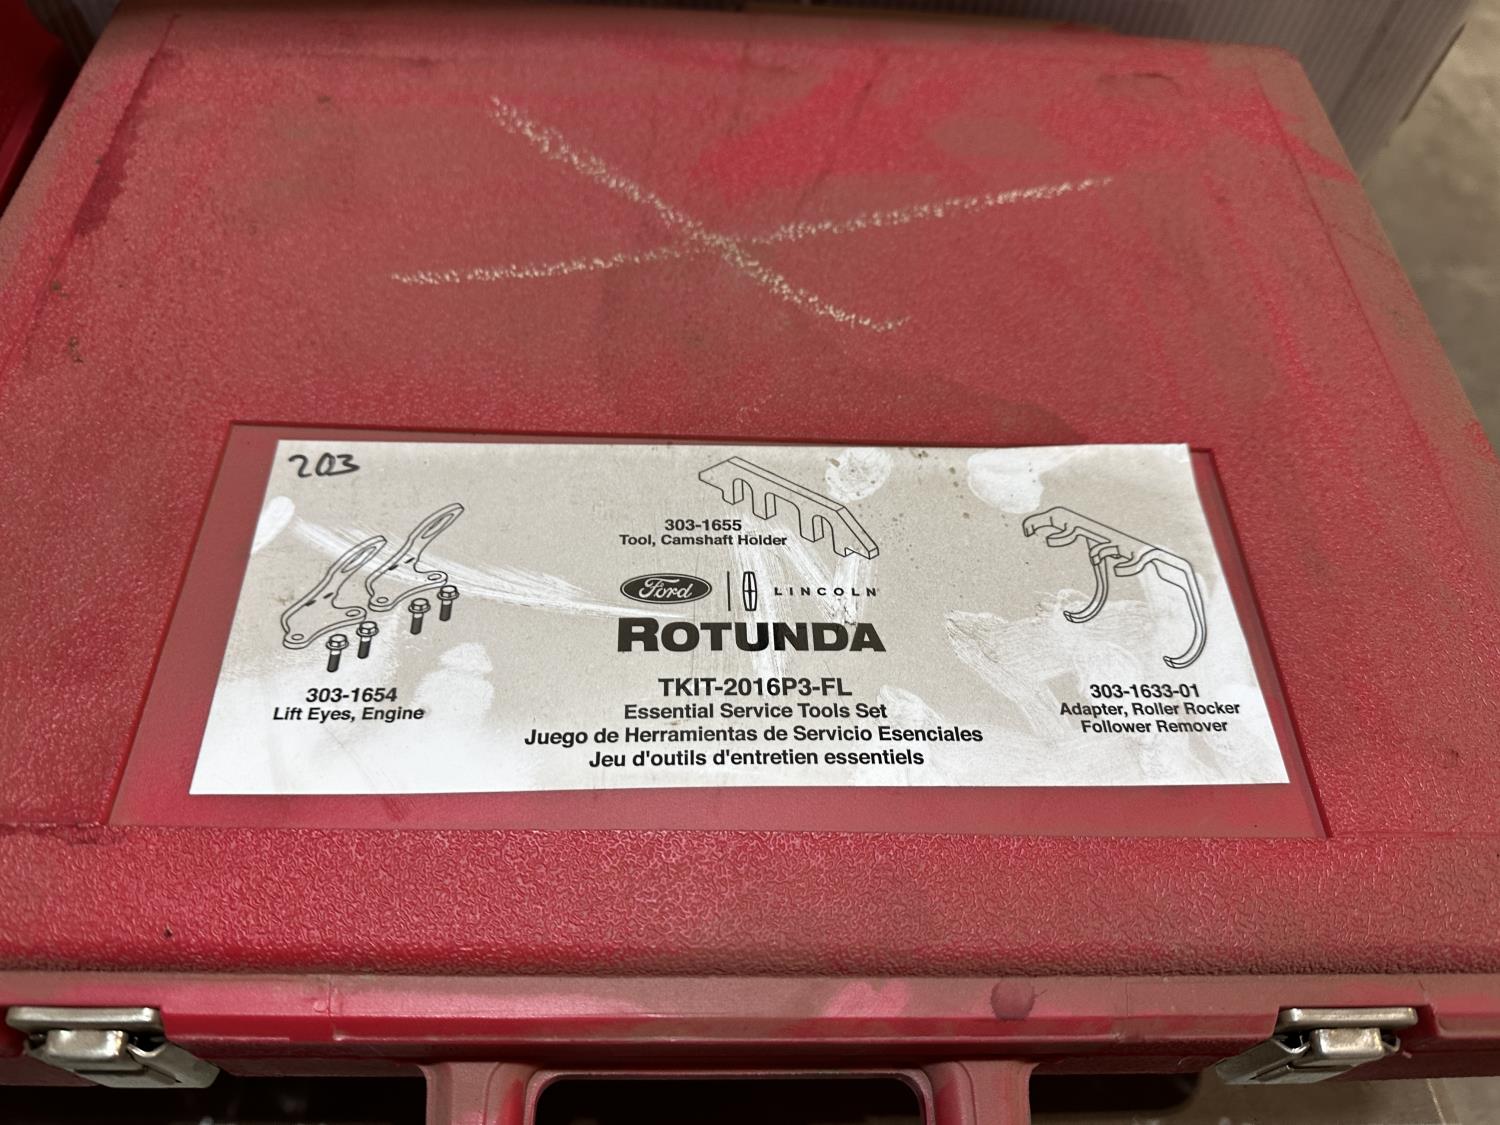 203
303-1655
Tool, Camshaft Holder
Ford
LINCOLN
ROTUNDA
303-1654
Lift Eyes, Engine
TKIT-2016P3-FL
Essential Service Tools Set
Juego de Herramientas de Servicio Esenciales
Jeu d'outils d'entretien essentiels
303-1633-01
Adapter, Roller Rocker
Follower Remover